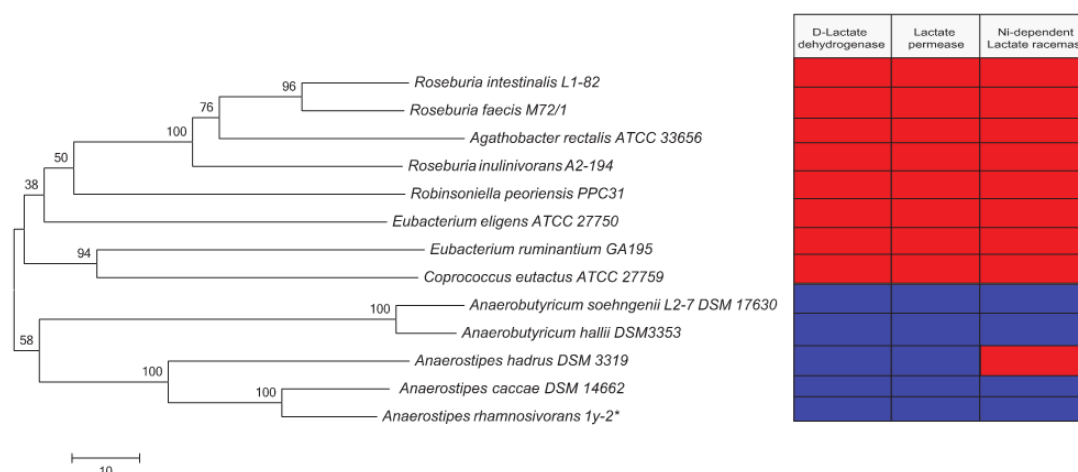 D-Lactate
dehydrogenase
Lactate
permease
Ni-dependent
Lactate racemas
Roseburia intestinalis L1-82
96
Roseburia faecis M72/1
76
Agathobacter rectalis ATCC 33656
100
Roseburia inulinivorans A2-194
50
Robinsoniella peoriensis PPC31
38
Eubacterium eligens ATCC 27750
Eubacterium ruminantium GA195
94
Coprococcus eutactus ATCC 27759
Anaerobutyricum soehngenii L2-7 DSM 17630
100
Anaerobutyricum hallii DSM3353
58
Anaerostipes hadrus DSM 3319
100
Anaerostipes caccae DSM 14662
100
Anaerostipes rhamnosivorans 1y-2*
10